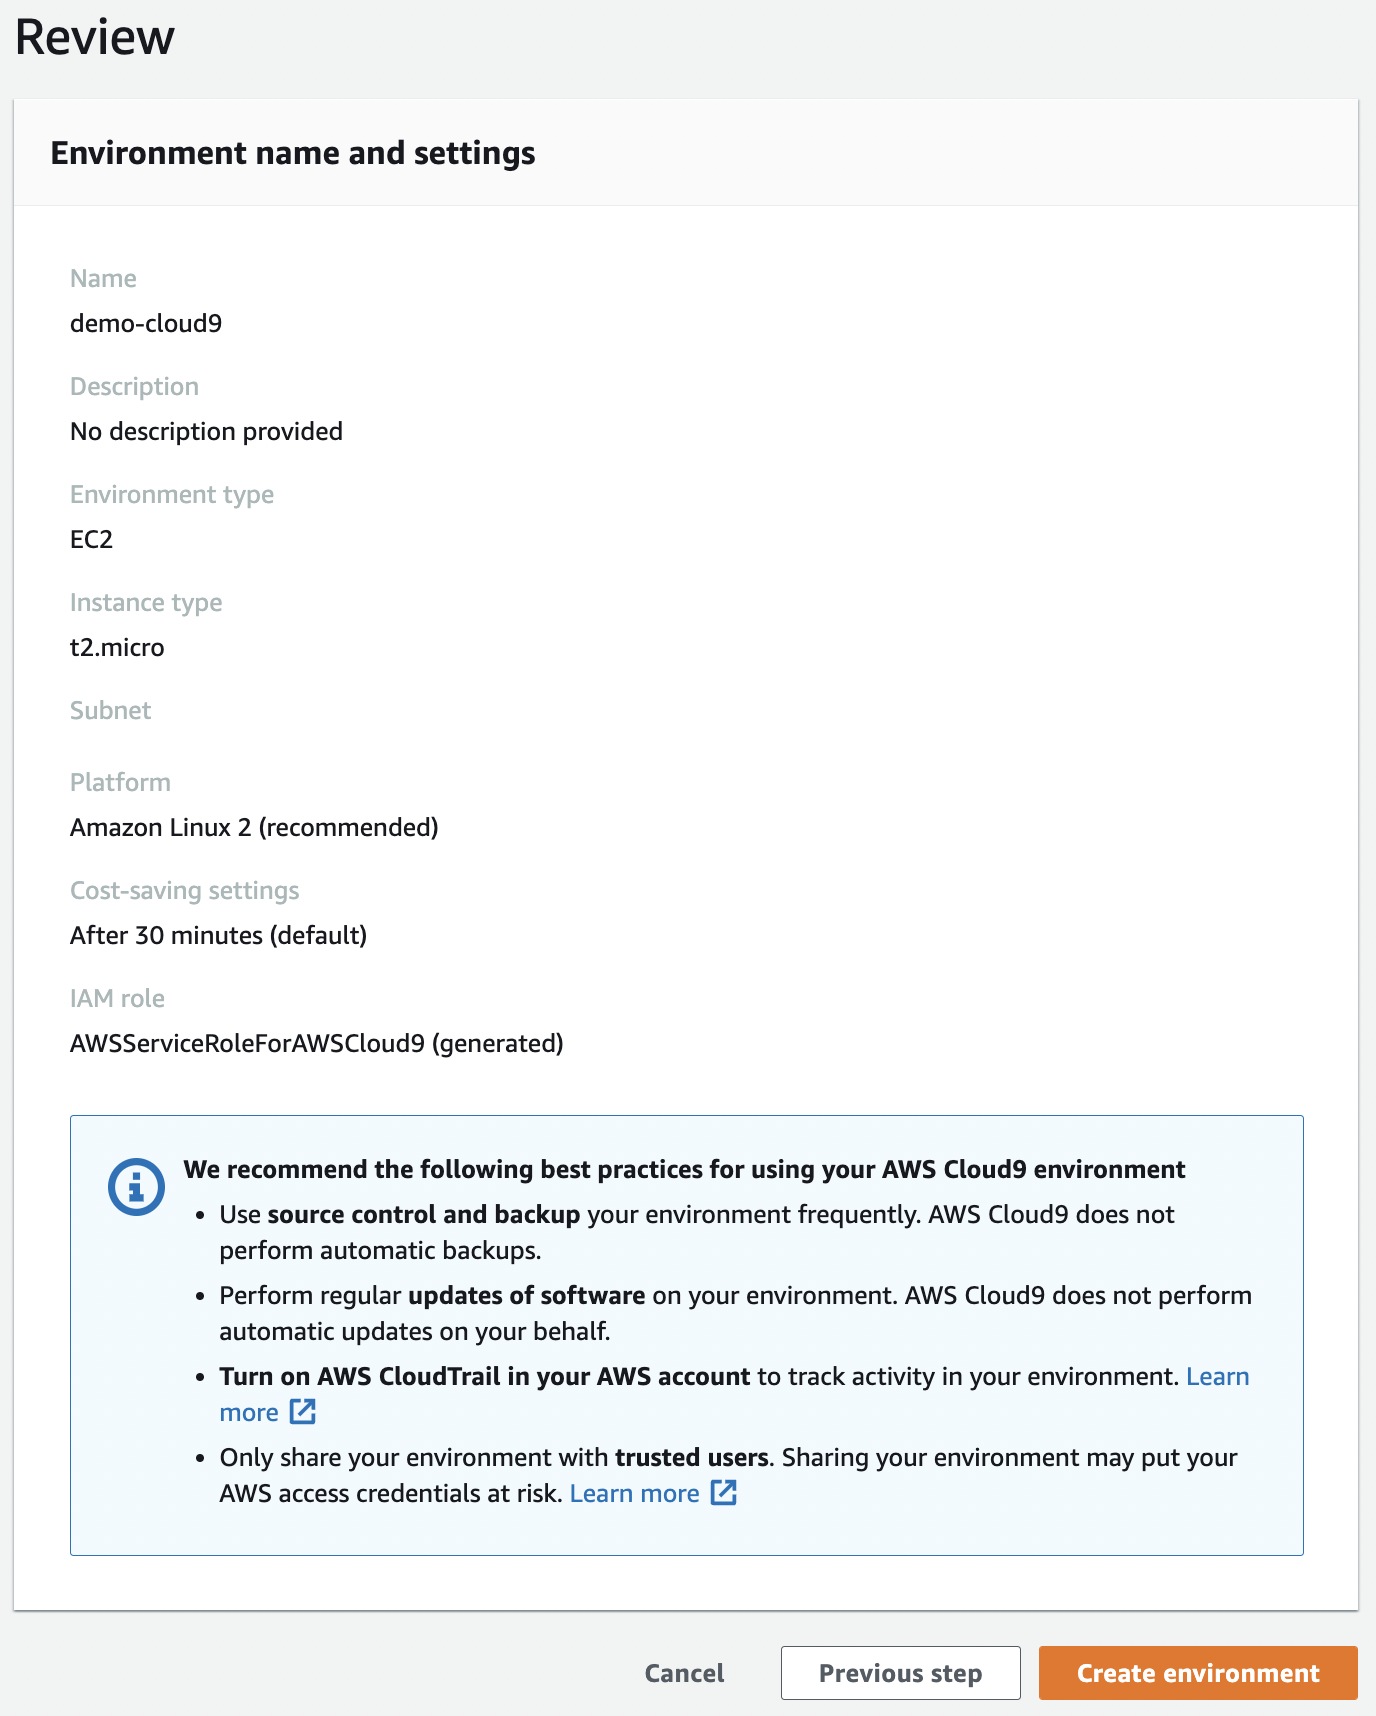 Review
Environment name and settings
Name
demo-cloud9
Description
No description provided
Environment type
EC2
Instance type
t2.micro
Subnet
Platform
Amazon Linux 2 (recommended)
Cost-saving settings
After 30 minutes (default)
IAM role
AWSServiceRoleForAWSCloud9 (generated)
We recommend the following best practices for using your AWS Cloud9 environment
• Use source control and backup your environment frequently. AWS Cloud9 does not
perform automatic backups.
• Perform regular updates of software on your environment. AWS Cloud9 does not perform
automatic updates on your behalf.
• Turn on AWS CloudTrail in your AWS account to track activity in your environment. Learn
more
• Only share your environment with trusted users. Sharing your environment may put your
AWS access credentials at risk. Learn more
Cancel Previous step Create environment